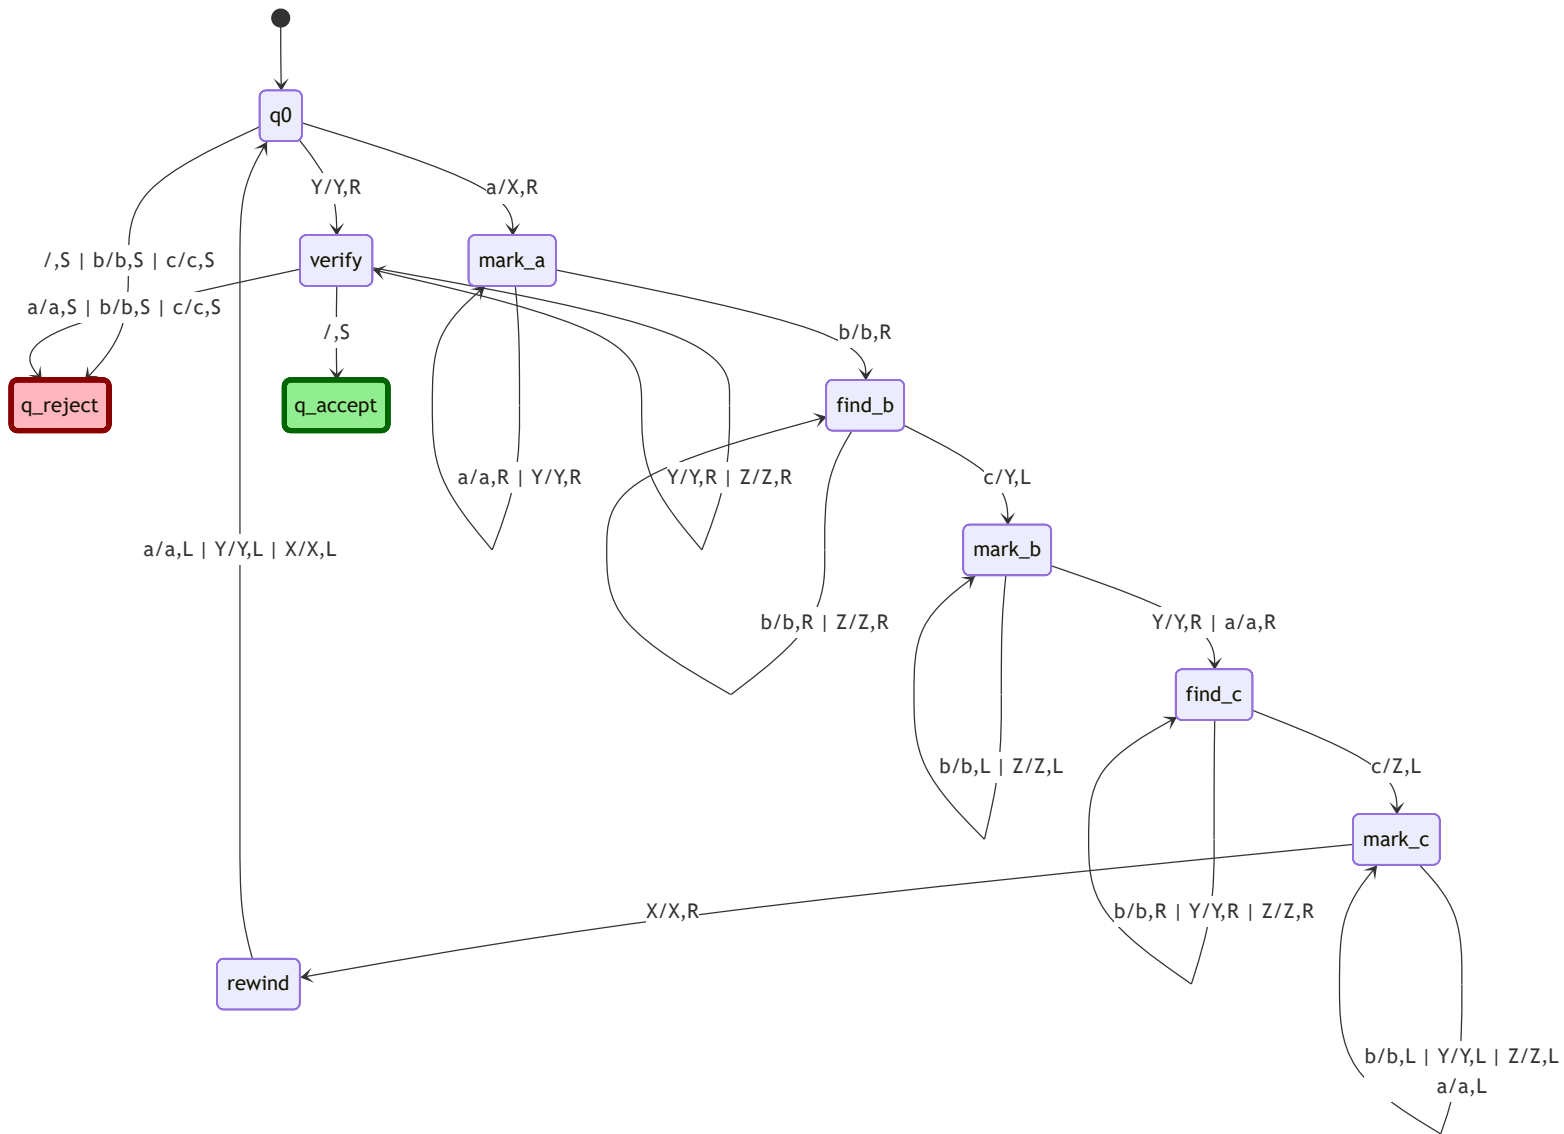 q0
Y/Y,R
a/X,R
/,S | b/b,S | c/c,S
verify
mark_a
a/a,S | b/b,S | c/c,S
/,S
b/b,R
q_reject
q_accept
find_b
a/a,R | Y/Y,R
Y/Y,R | Z/Z,R
c/Y,L
a/a,L | Y/Y,L | X/X,L
mark_b
b/b,R | Z/Z,R
Y/Y,R | a/a,R
find_c
b/b,L | Z/Z,L
c/Z,L
mark_c
X/X,R
b/b,R | Y/Y,R | Z/Z,R
rewind
b/b,L | Y/Y,L | Z/Z,L
a/a,L